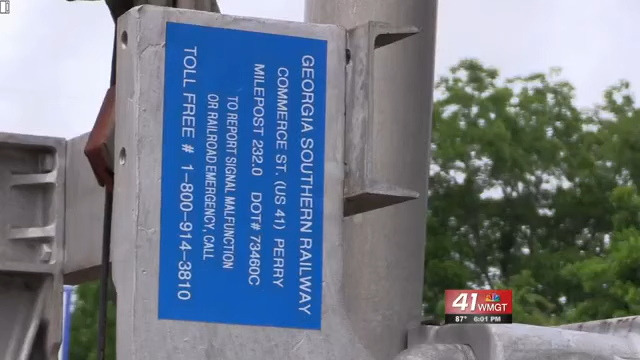 GEORGIA SOUTHERN RAILWAY
COMMERCE ST. (US 41) PERRY
MILEPOST 232.0 DOT# 73460C
TO REPORT SIGNAL MALFUNCTION
OR RAILROAD EMERGENCY, CALL
TOLL FREE # 1-800-914-3810
41 WMGT
87° 6:01 PM